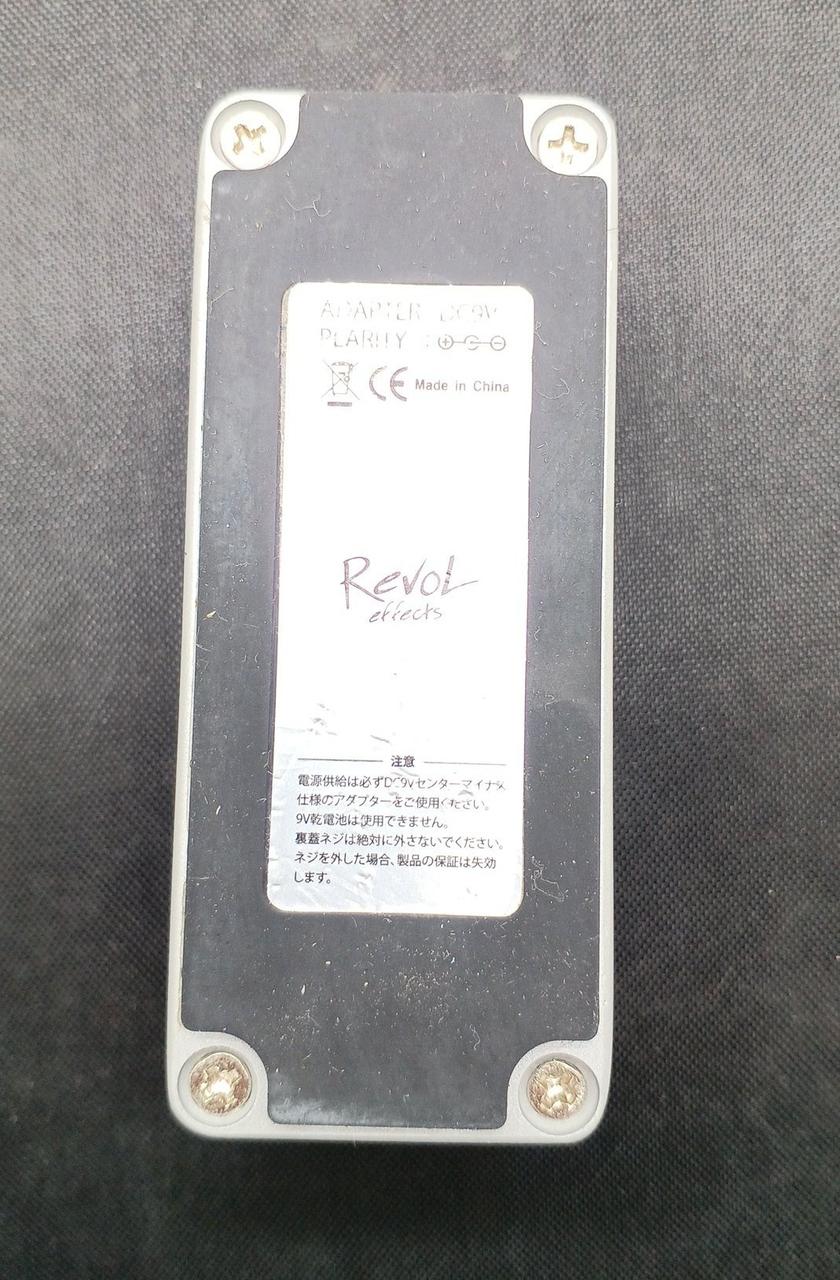 ADAPTER DC9V
PLARITY :
CE Made in China
Revol
effects
注意
電源供給は必ずDC9Vセンターマイナス
仕様のアダプターをご使用ください。
9V乾電池は使用できません。
裏蓋ネジは絶対に外さないでください。
ネジを外した場合、製品の保証は失効
します。